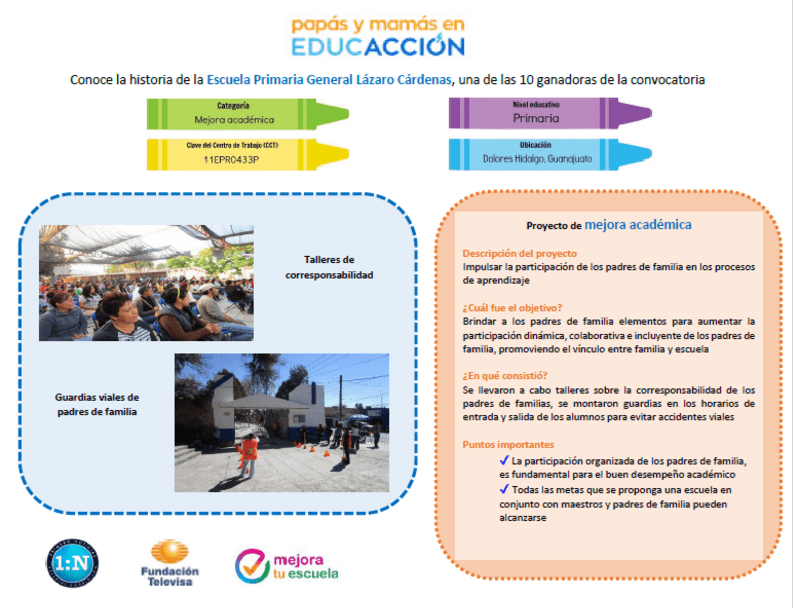 papás y mamás en
EDUCACCIÓN
Conoce la historia de la Escuela Primaria General Lázaro Cárdenas, una de las 10 ganadoras de la convocatoria
Categoría
Mejora académica
Nivel educativo
Primaria
Clave del Centro de Trabajo (CCT)
11EPR0433P
Ubicación
Dolores Hidalgo, Guanajuato
Talleres de
corresponsabilidad
Guardias viales de
padres de familia
Proyecto de mejora académica
Descripción del proyecto
Impulsar la participación de los padres de familia en los procesos
de aprendizaje
¿Cuál fue el objetivo?
Brindar a los padres de familia elementos para aumentar la
participación dinámica, colaborativa e incluyente de los padres de
familia, promoviendo el vínculo entre familia y escuela
¿En qué consistió?
Se llevaron a cabo talleres sobre la corresponsabilidad de los
padres de familias, se montaron guardias en los horarios de
entrada y salida de los alumnos para evitar accidentes viales
Puntos importantes
✓ La participación organizada de los padres de familia,
es fundamental para el buen desempeño académico
✓ Todas las metas que se proponga una escuela en
conjunto con maestros y padres de familia pueden
alcanzarse
1:N
Fundación
Televisa
mejora
tu escuela